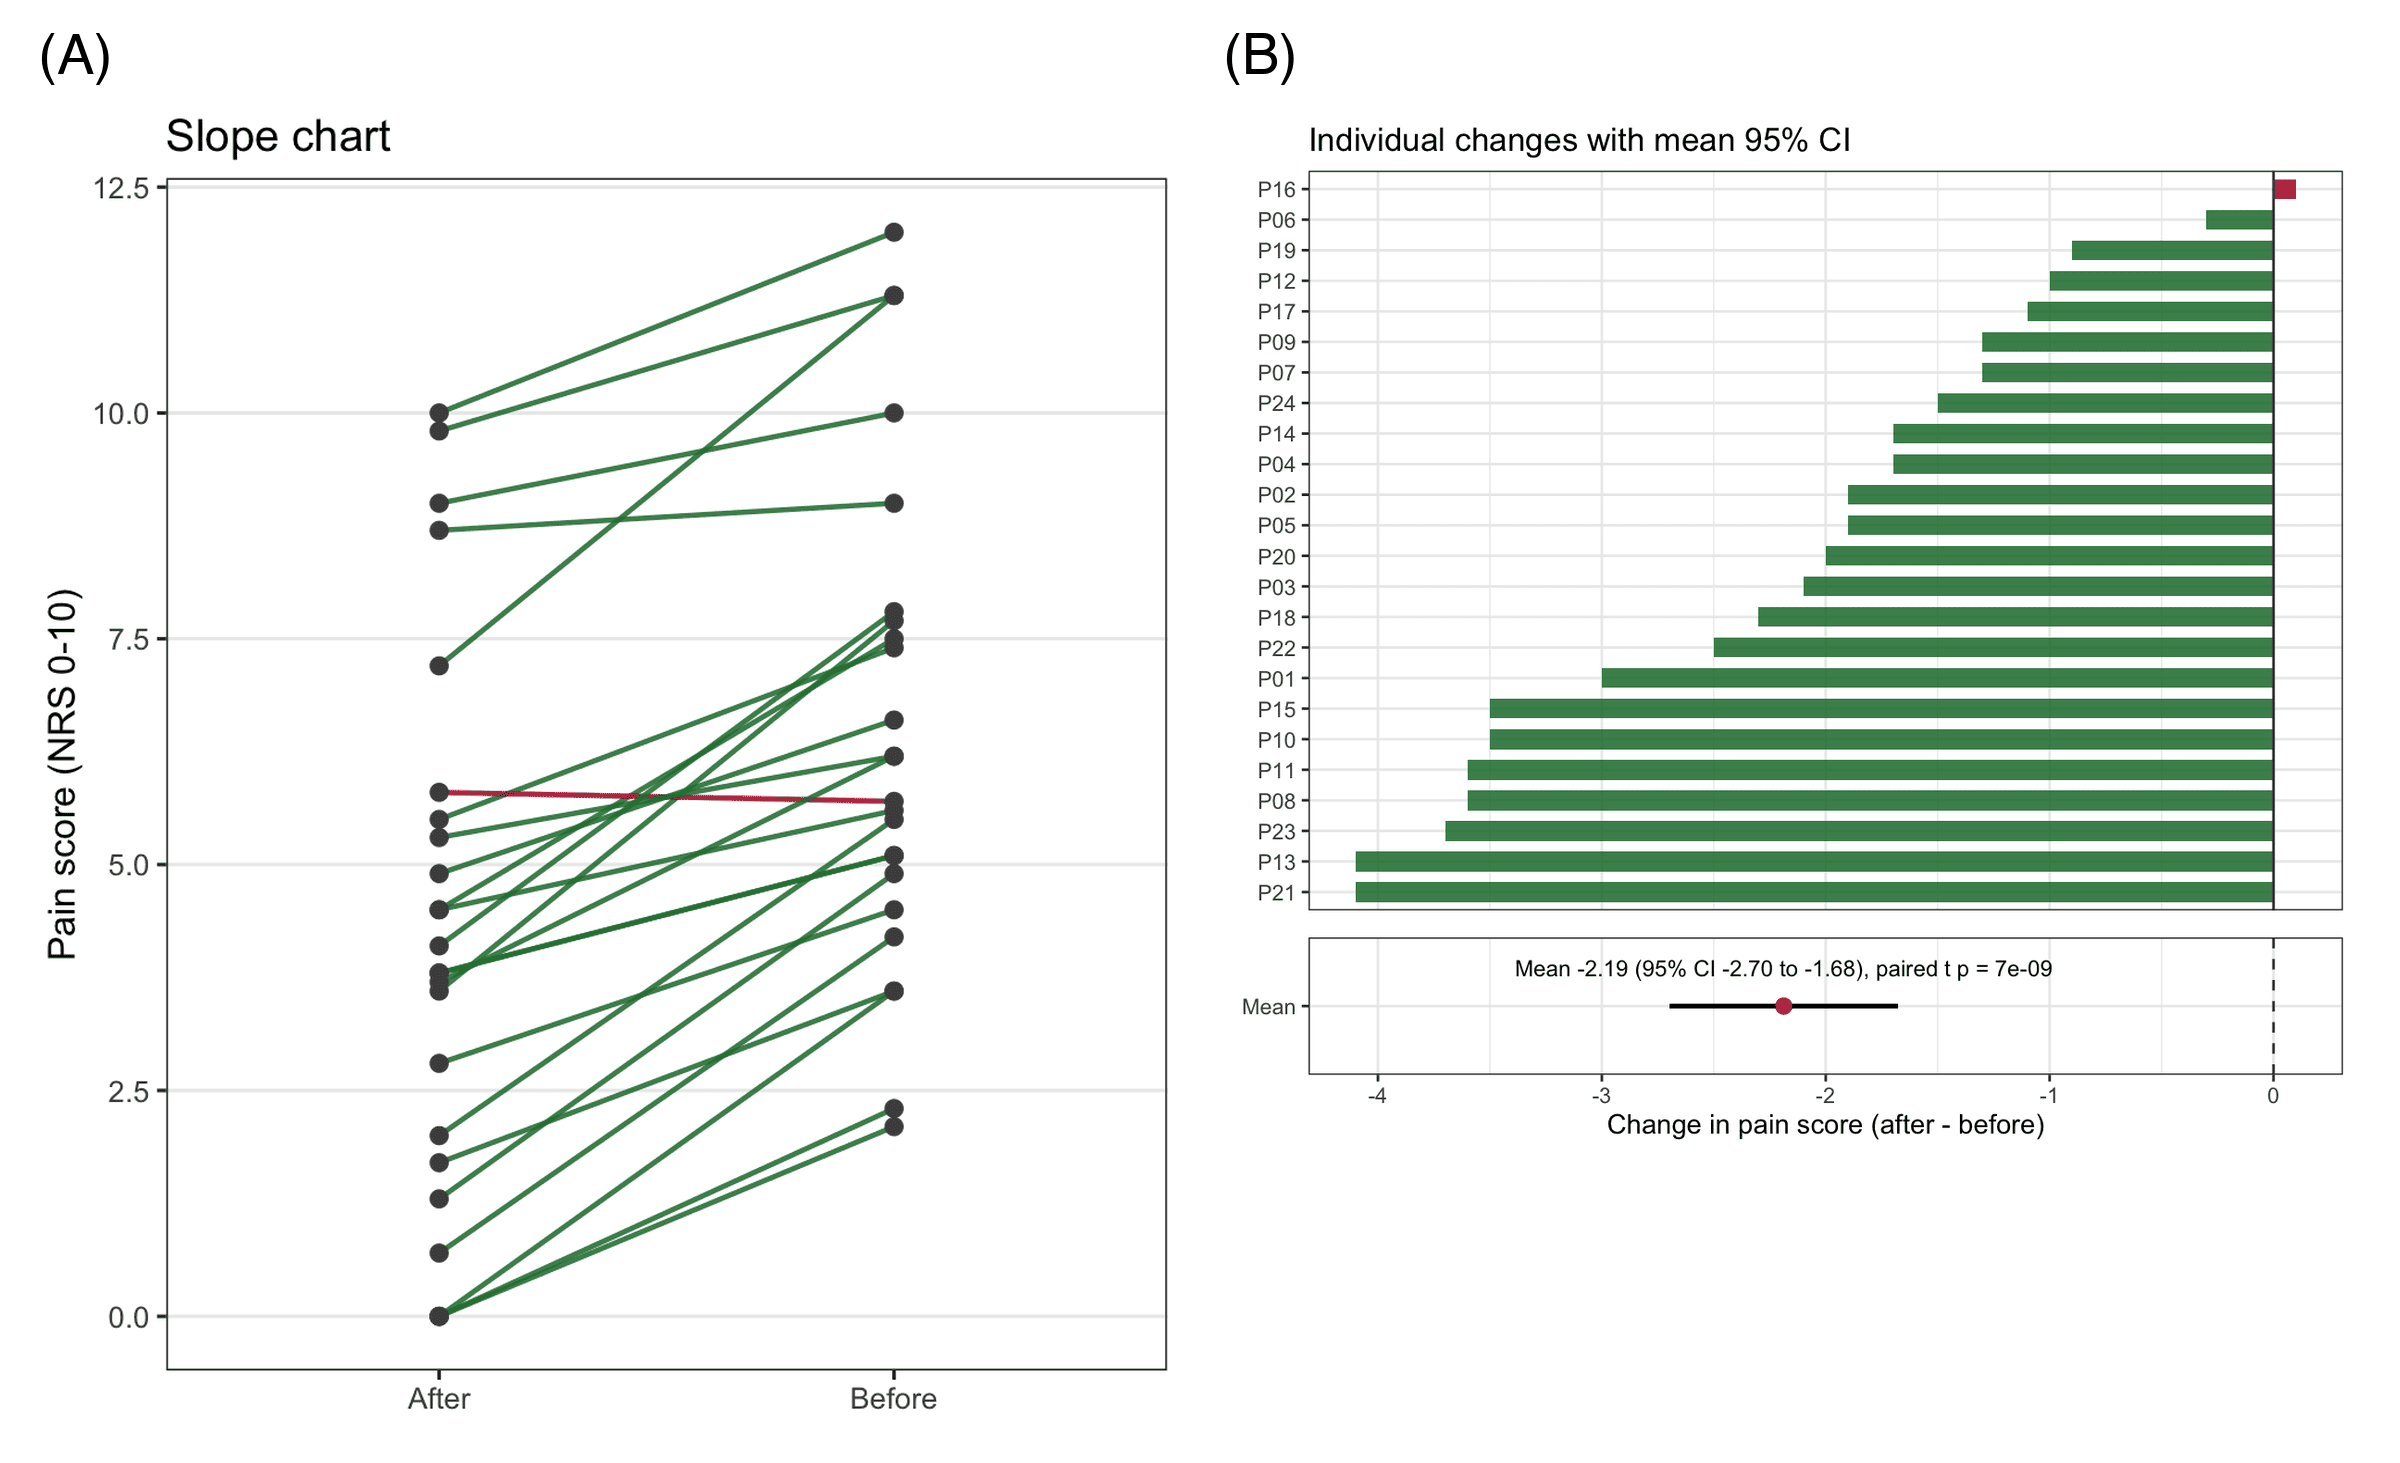 (A)
Slope chart
Pain score (NRS 0-10)
12.5
10.0
7.5
5.0
2.5
0.0
After Before
(B)
Individual changes with mean 95% CI
P16
P06
P19
P12
P17
P09
P07
P24
P14
P04
P02
P05
P20
P03
P18
P22
P01
P15
P10
P11
P08
P23
P13
P21
Mean -2.19 (95% CI -2.70 to -1.68), paired t p = 7e-09
Mean
-4 -3 -2 -1 0
Change in pain score (after - before)